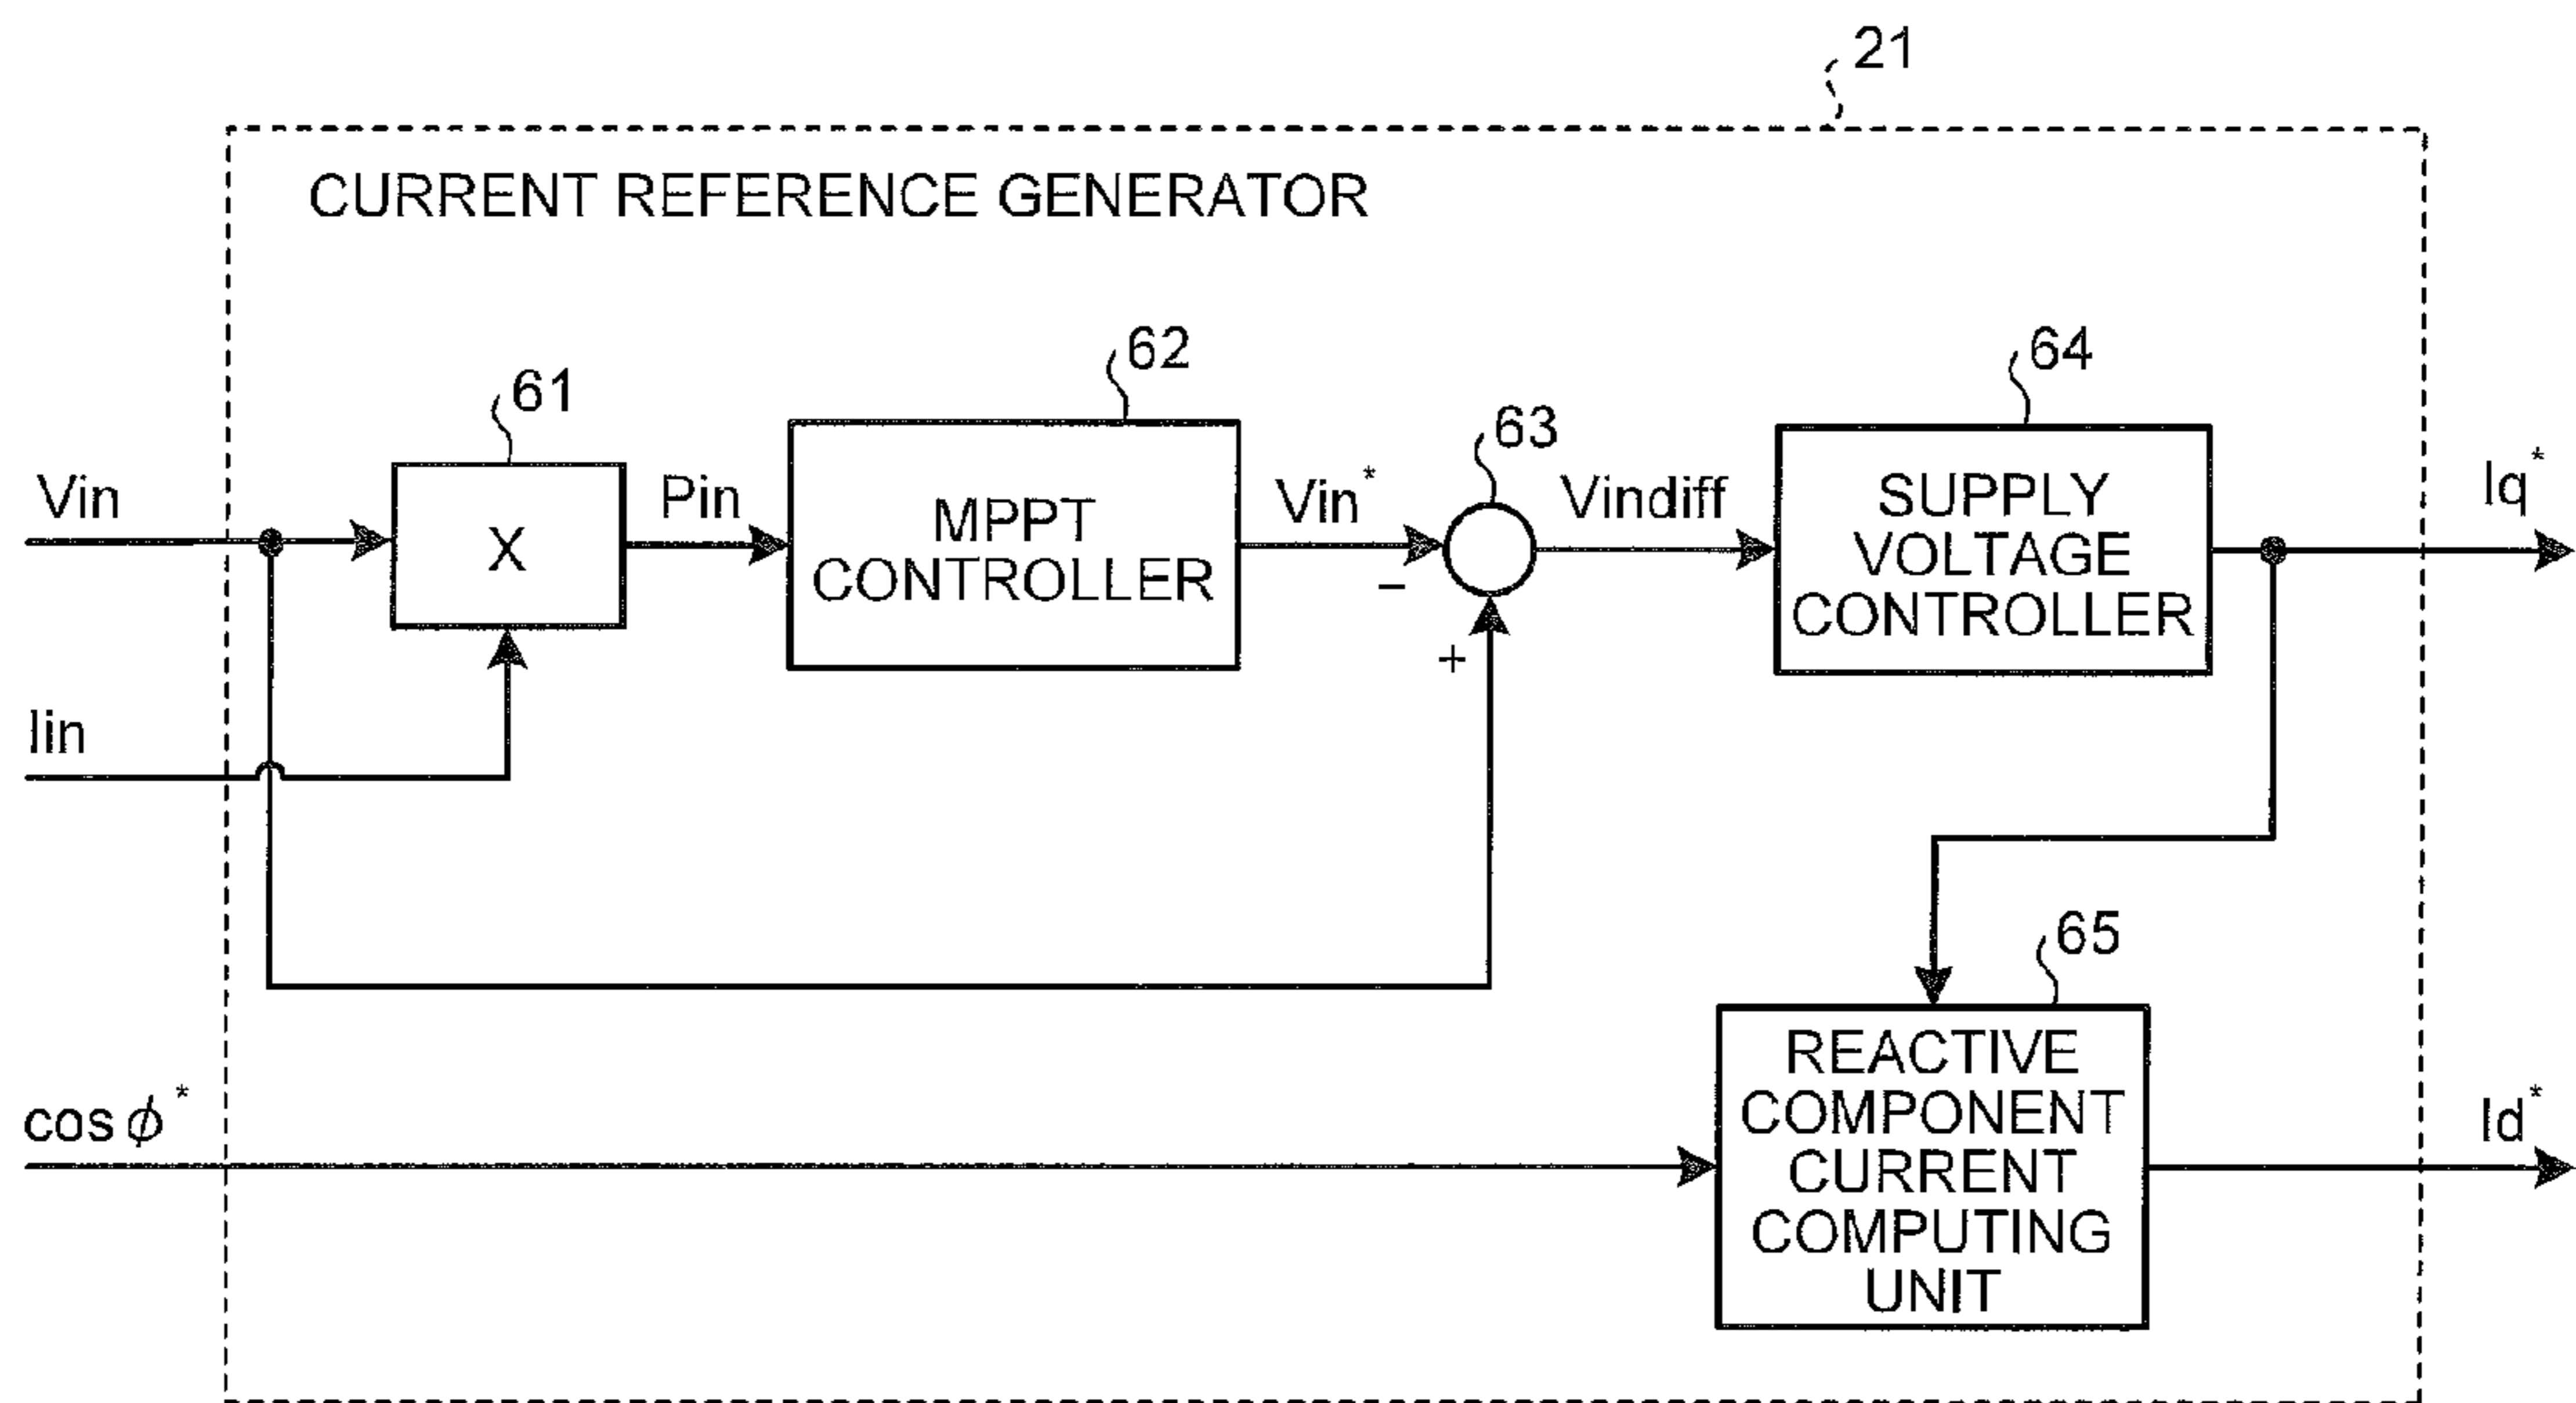 21
CURRENT REFERENCE GENERATOR
61
62
63
64
Vin
X
Pin
MPPT
CONTROLLER
Vin*
−
+
Vindiff
SUPPLY
VOLTAGE
CONTROLLER
Iq*
Iin
65
cos ϕ*
REACTIVE
COMPONENT
CURRENT
COMPUTING
UNIT
Id*